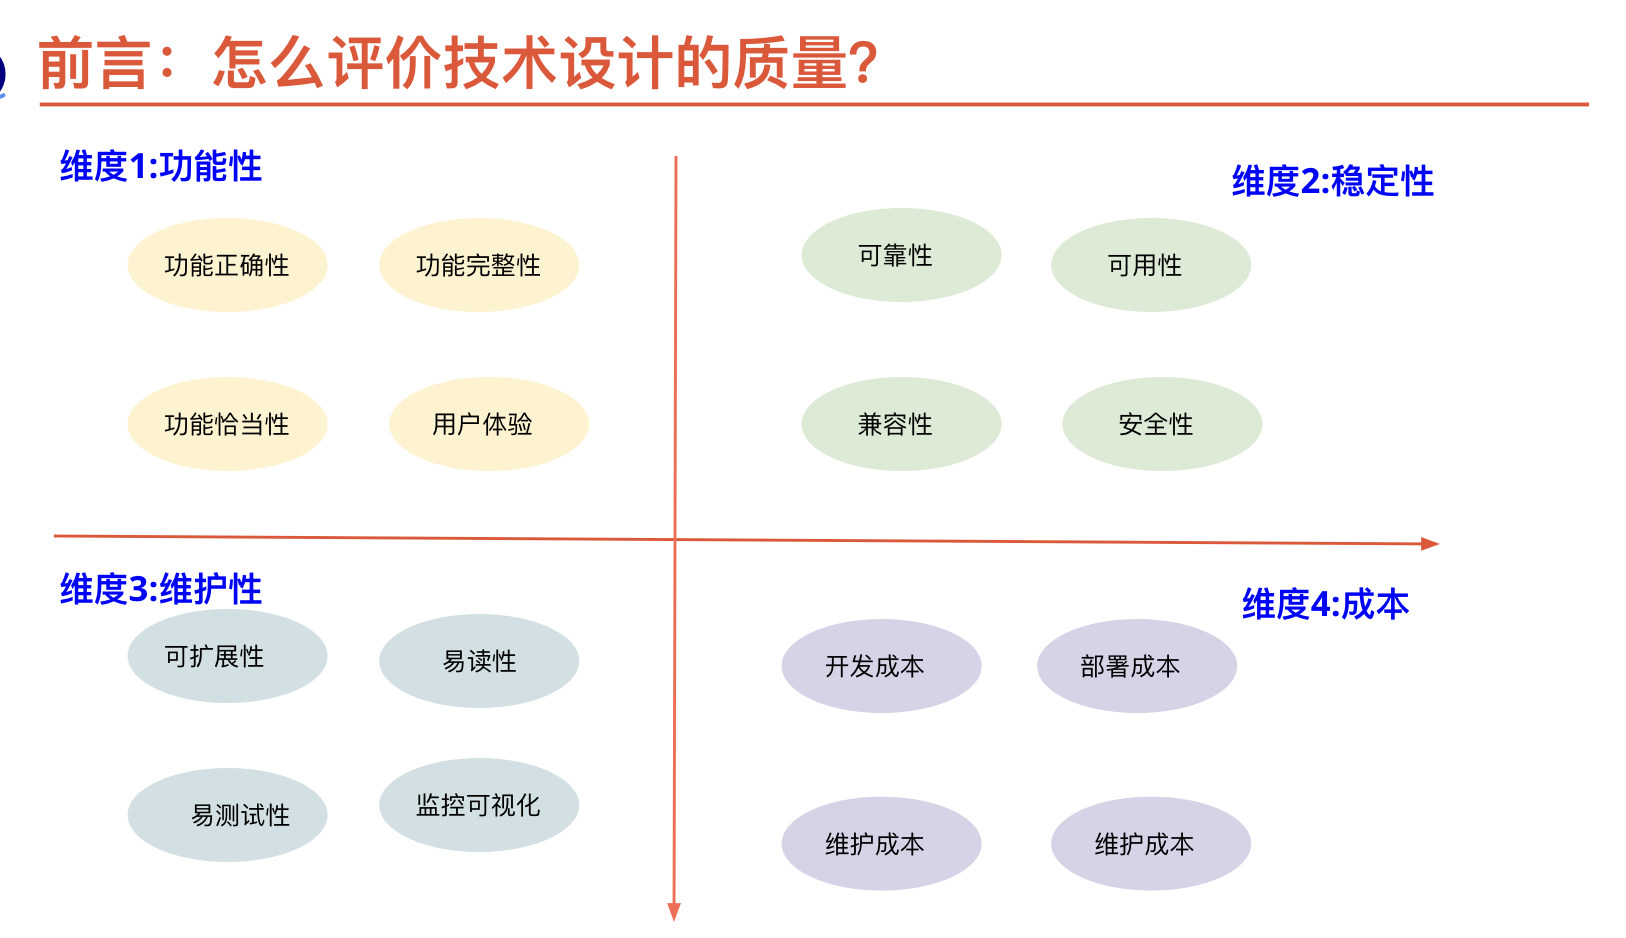 前言：怎么评价技术设计的质量？
维度1:功能性
功能正确性
功能完整性
功能恰当性
用户体验
维度2:稳定性
可靠性
可用性
兼容性
安全性
维度3:维护性
可扩展性
易读性
易测试性
监控可视化
维度4:成本
开发成本
部署成本
维护成本
维护成本